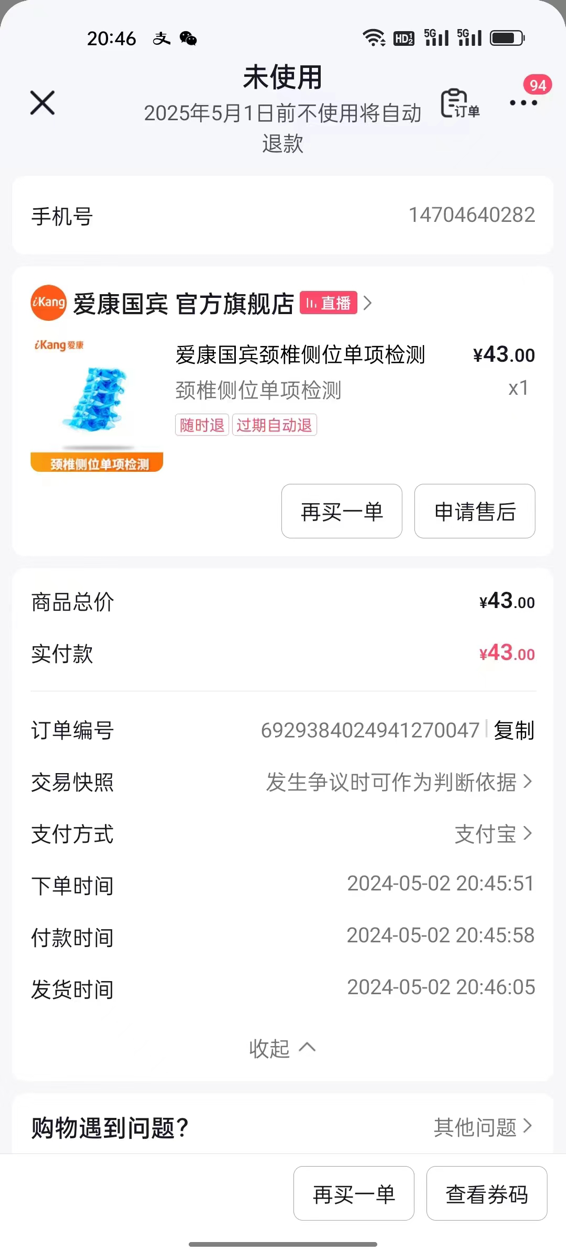 20:46 支 HD2 5G 5G
未使用
2025年5月1日前不使用将自动
退款
订单
94
手机号 14704640282
iKang 爱康国宾 官方旗舰店 直播
iKang爱康
颈椎侧位单项检测
爱康国宾颈椎侧位单项检测 ¥43.00
颈椎侧位单项检测 x1
随时退 过期自动退
再买一单 申请售后
商品总价 ¥43.00
实付款 ¥43.00
订单编号 6929384024941270047 复制
交易快照 发生争议时可作为判断依据
支付方式 支付宝
下单时间 2024-05-02 20:45:51
付款时间 2024-05-02 20:45:58
发货时间 2024-05-02 20:46:05
收起
购物遇到问题? 其他问题
再买一单 查看券码